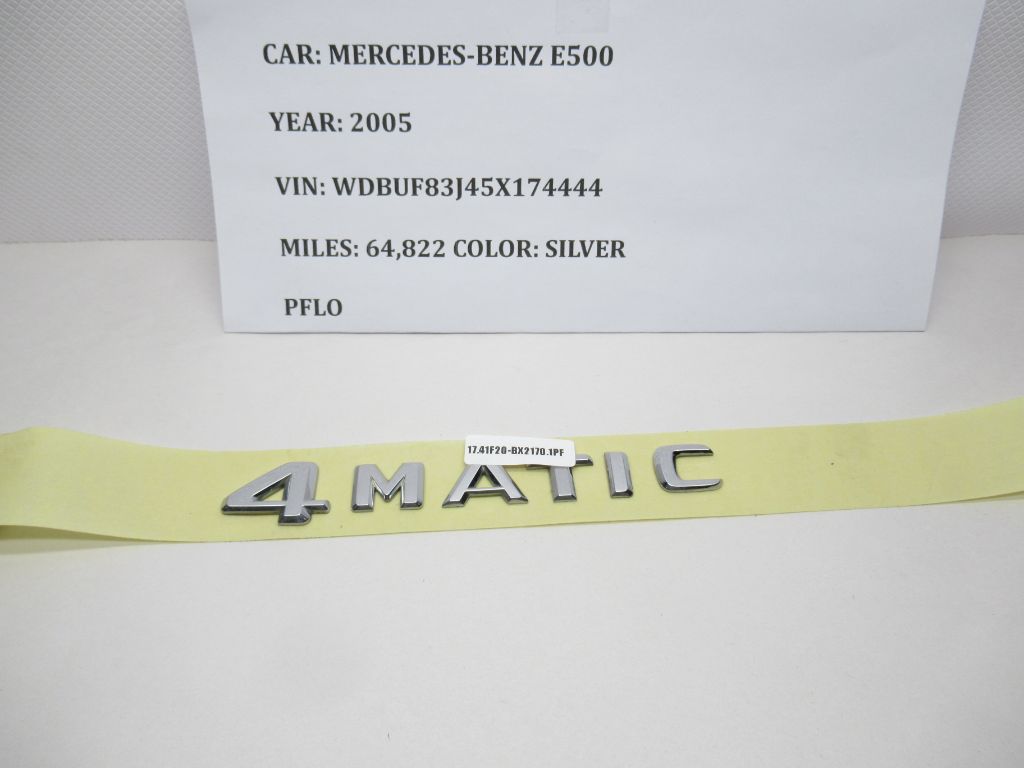 CAR: MERCEDES-BENZ E500
YEAR: 2005
VIN: WDBUF83J45X174444
MILES: 64,822 COLOR: SILVER
PFLO
17.41F20-BX2170.1PF
4MATIC